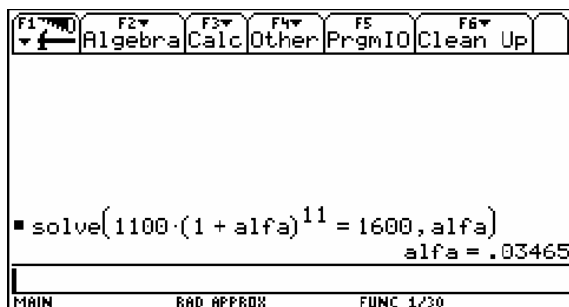 F1 F2 F3 F4 F5 F6
Algebra Calc Other PrgmIO Clean Up
solve(1100·(1 + alfa)^11 = 1600, alfa)
alfa = .03465
MAIN RAD APPROX FUNC 1/30